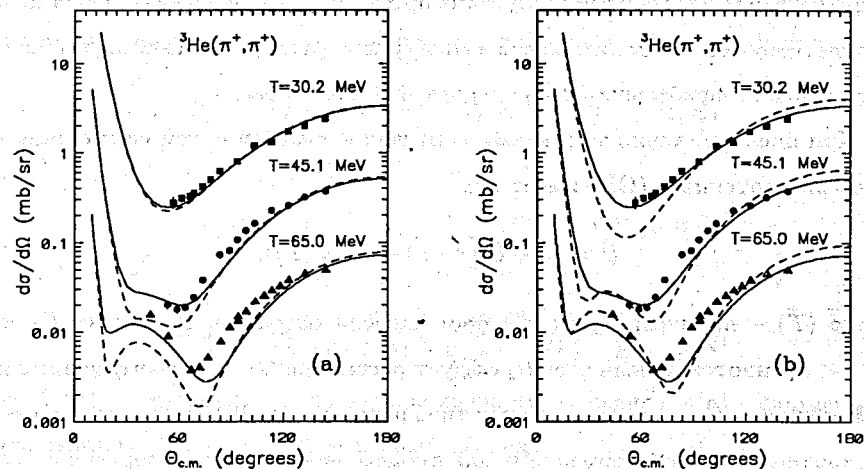 ³He(π⁺,π⁺)
T=30.2 MeV
T=45.1 MeV
T=65.0 MeV
(a)
10
1
0.1
0.01
0.001
0 60 120 180
Θc.m. (degrees)
dσ/dΩ (mb/sr)
³He(π⁺,π⁺)
T=30.2 MeV
T=45.1 MeV
T=65.0 MeV
(b)
10
1
0.1
0.01
0.001
0 60 120 180
Θc.m. (degrees)
dσ/dΩ (mb/sr)